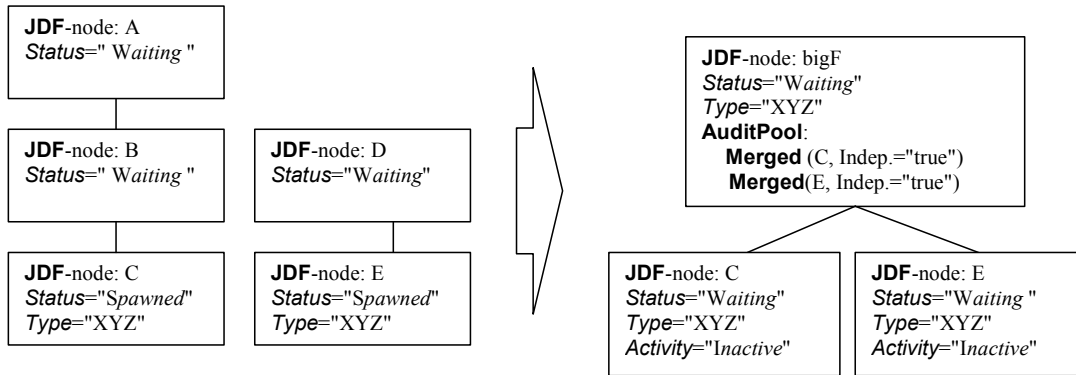 JDF-node: A
Status=" Waiting "
JDF-node: B
Status=" Waiting "
JDF-node: C
Status="Spawned"
Type="XYZ"
JDF-node: D
Status="Waiting"
JDF-node: E
Status="Spawned"
Type="XYZ"
JDF-node: bigF
Status="Waiting"
Type="XYZ"
AuditPool:
Merged (C, Indep.="true")
Merged(E, Indep.="true")
JDF-node: C
Status="Waiting"
Type="XYZ"
Activity="Inactive"
JDF-node: E
Status="Waiting "
Type="XYZ"
Activity="Inactive"